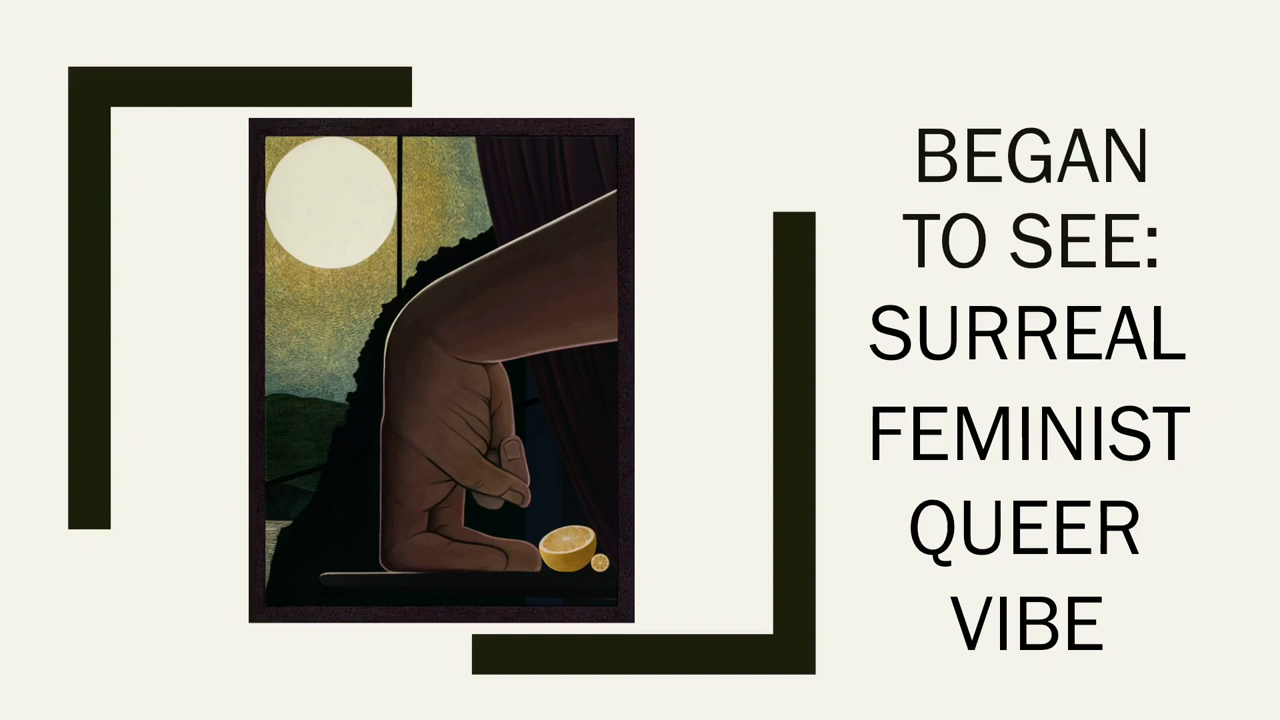 BEGAN
TO SEE:
SURREAL
FEMINIST
QUEER
VIBE